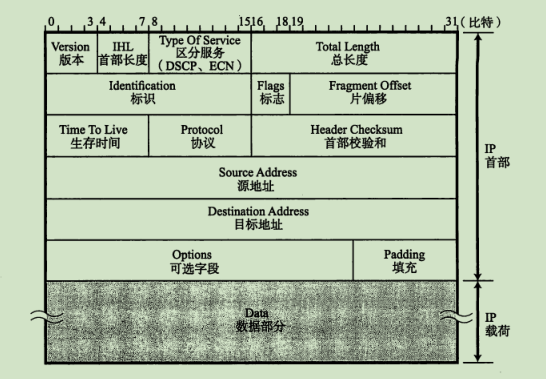 0 3 4 7 8 1516 1819 31(比特)
Version IHL Type Of Service Total Length
版本 首部长度 区分服务 总长度
(DSCP、ECN)
Identification Flags Fragment Offset
标识 标志 片偏移
Time To Live Protocol Header Checksum
生存时间 协议 首部校验和
IP
首部
Source Address
源地址
Destination Address
目标地址
Options Padding
可选字段 填充
Data
数据部分
IP
载荷